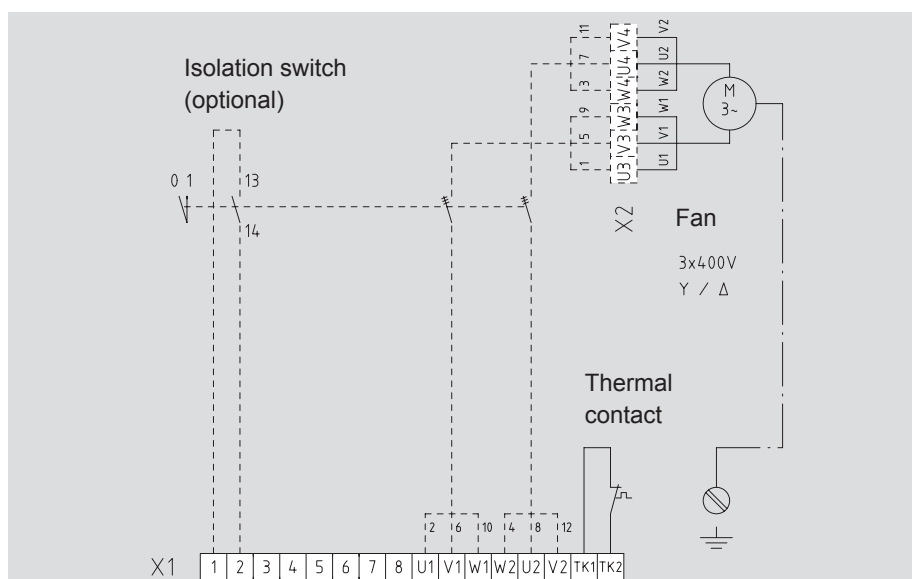 11 V4 V2
7 U4 U2
3 W4 W2
9 W3 W1
5 V3 V1
1 U3 U1
M
3~
Isolation switch
(optional)
0 1
13
14
X2
Fan
3x400V
Y / Δ
Thermal
contact
2 6 10 4 8 12
X1 1 2 3 4 5 6 7 8 U1 V1 W1 W2 U2 V2 TK1 TK2